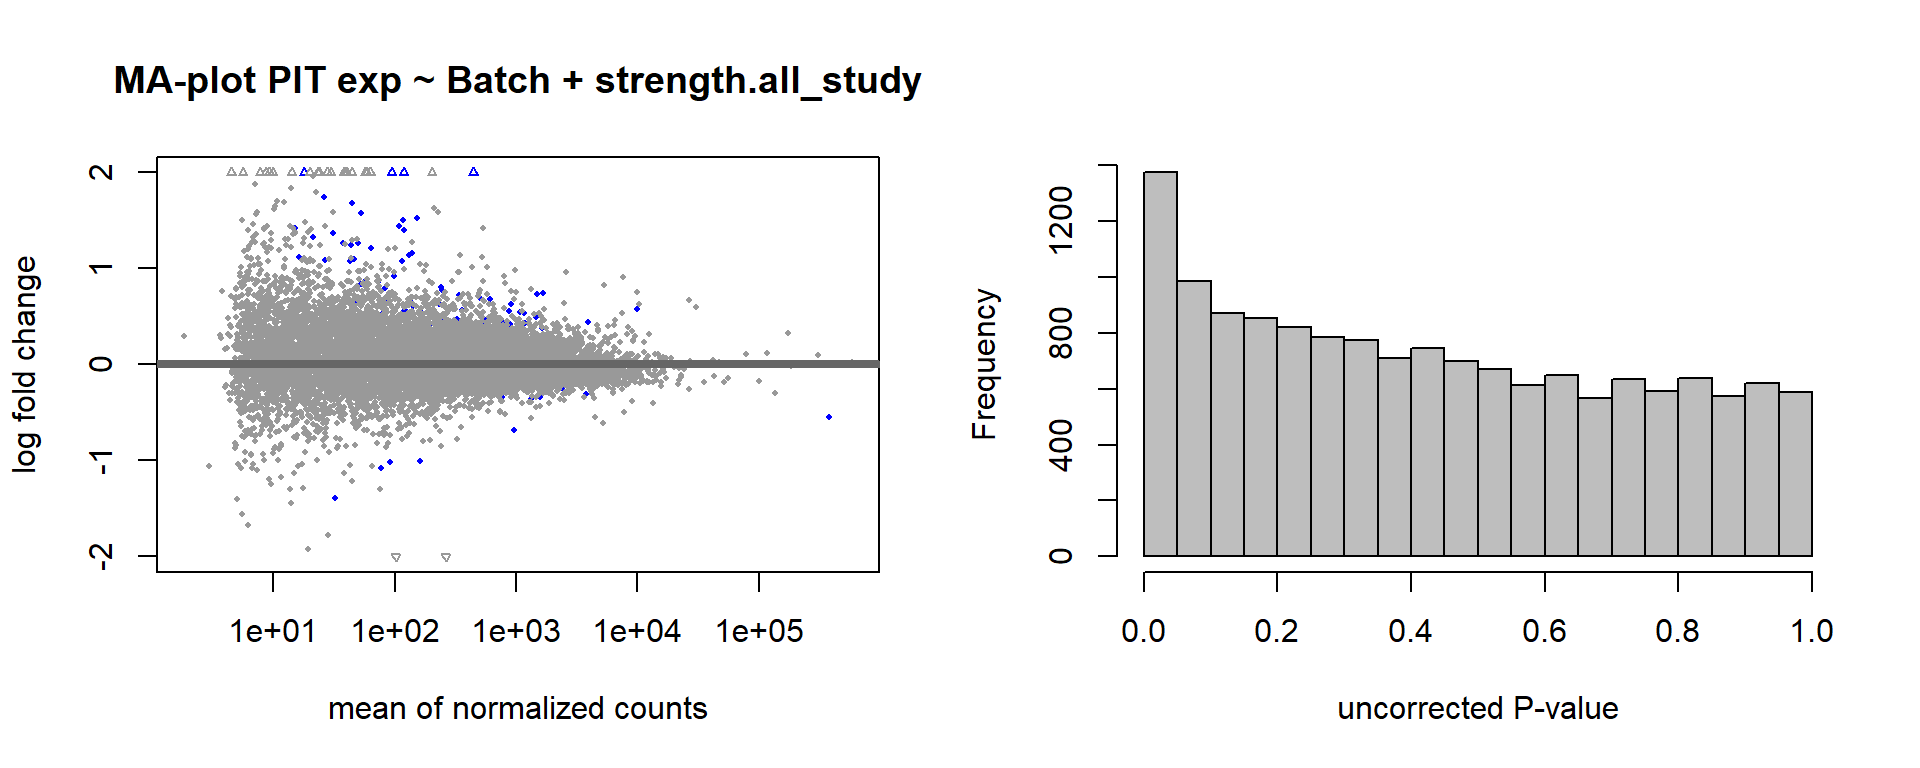 MA-plot PIT exp ~ Batch + strength.all_study
log fold change
2
1
0
-1
-2
1e+01 1e+02 1e+03 1e+04 1e+05
mean of normalized counts
Frequency
1200
800
400
0
0.0 0.2 0.4 0.6 0.8 1.0
uncorrected P-value